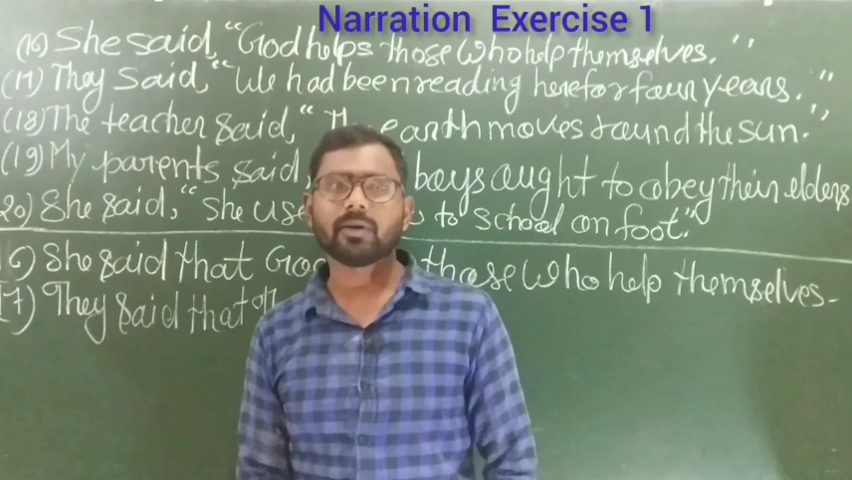 Narration Exercise 1
(16) She said, "God helps those who help themselves."
(17) They said, "We had been reading here for four years."
(18) The teacher said, " earth moves round the sun."
(19) My parents said, boys ought to obey their elders
20) She said, "She to school on foot."
16) She said that God those who help themselves.
17) They said that